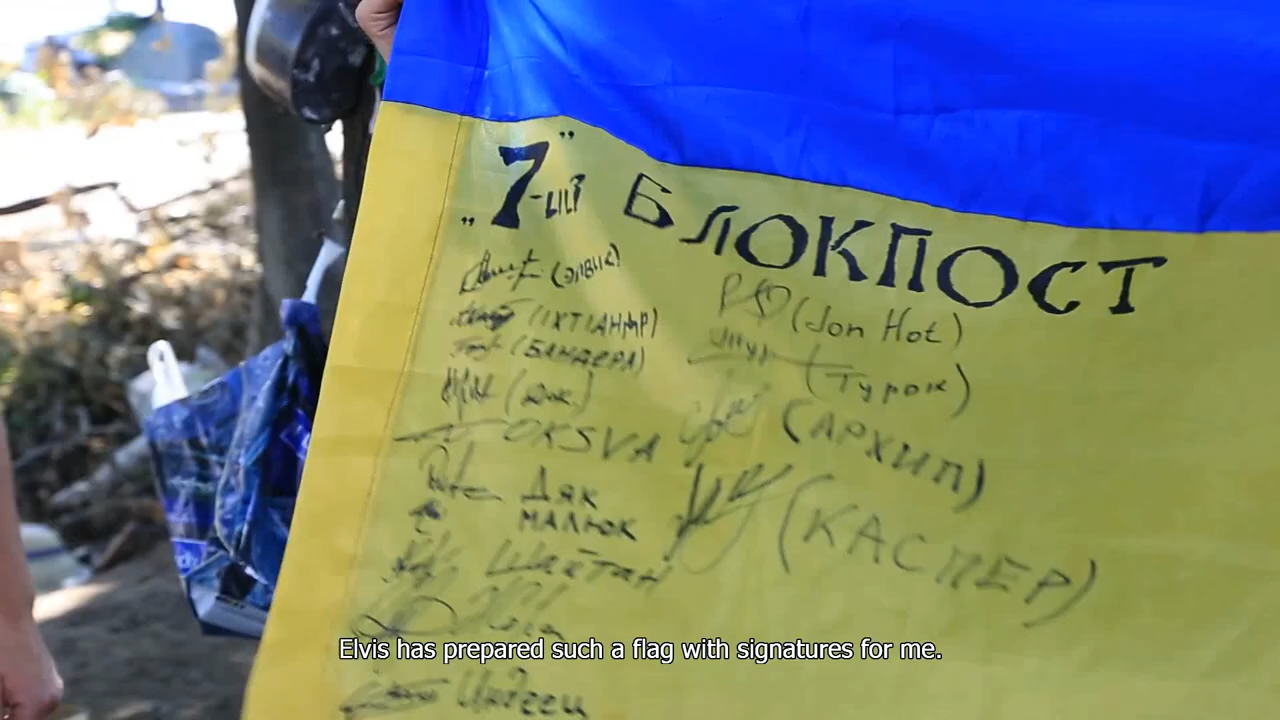 „7-ий" БЛОКПОСТ
(ЭЛВИС)
(ІХТІАНДР)
(БАНДЕРА)
OKSVA
ДЯК
МАЛЮК
Шайтан
Индеец
(Jon Hot)
(Турок)
(АРХИП)
(КАСПЕР)
Elvis has prepared such a flag with signatures for me.